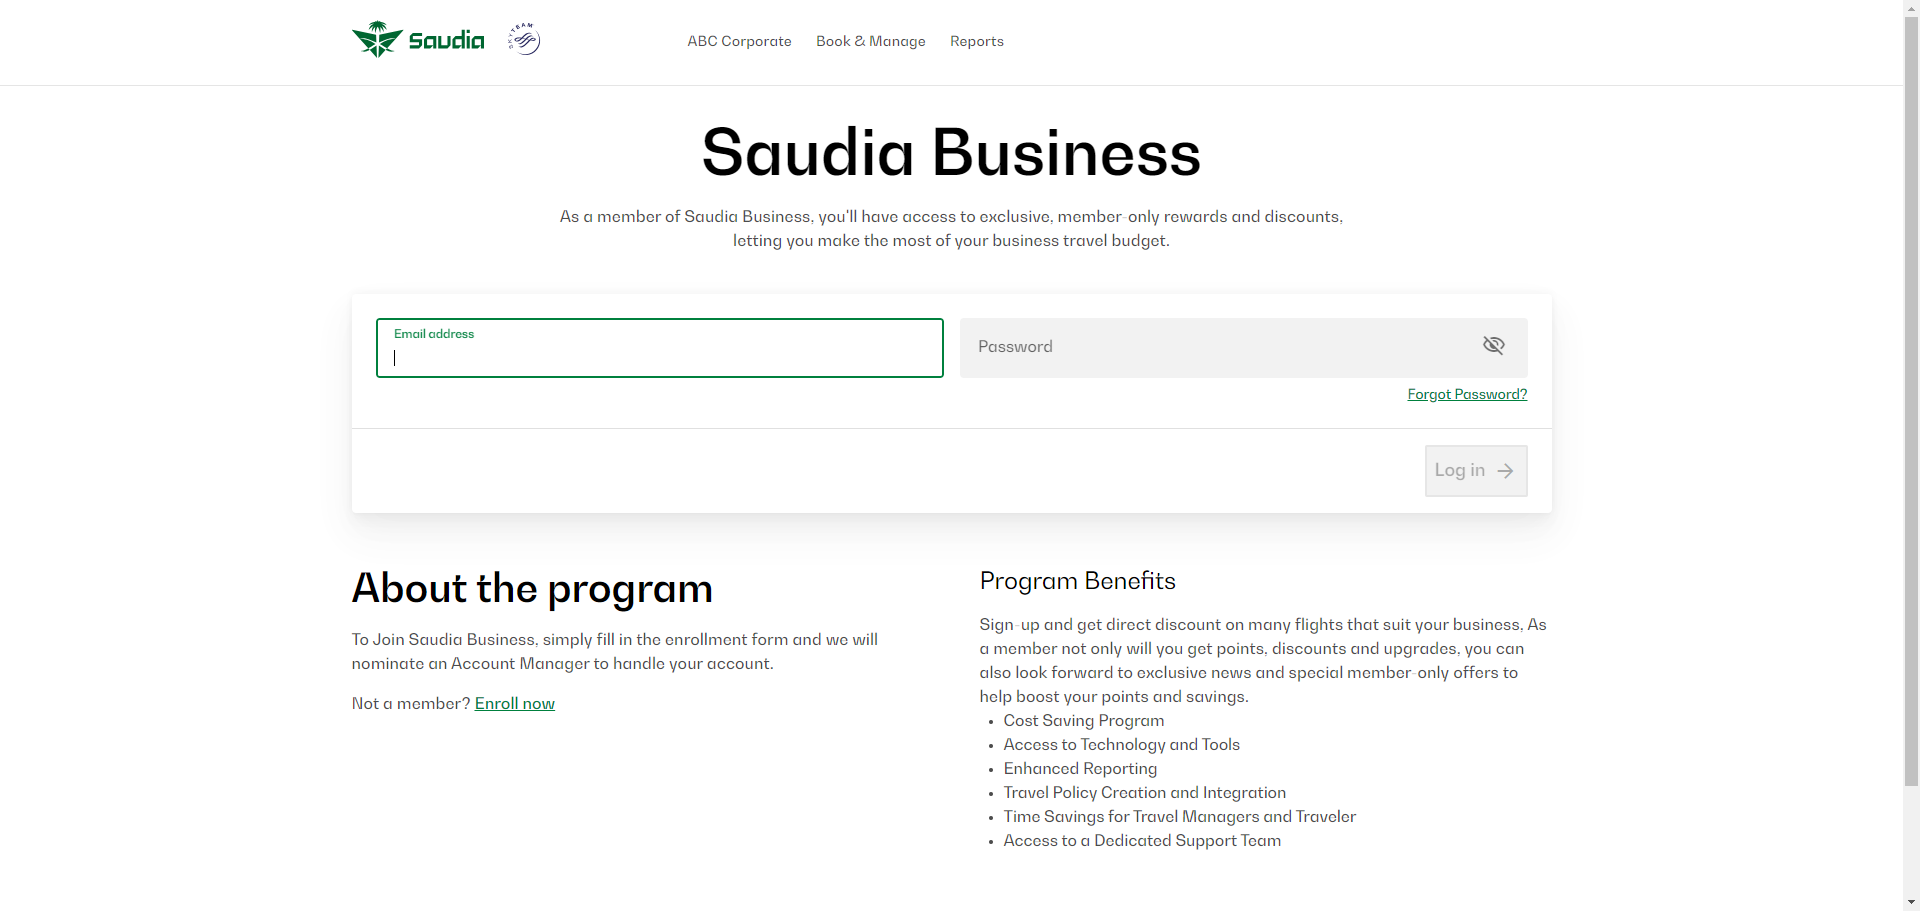 Saudia
SKYTEAM
ABC Corporate
Book & Manage
Reports
Saudia Business
As a member of Saudia Business, you'll have access to exclusive, member-only rewards and discounts,
letting you make the most of your business travel budget.
Email address
Password
Forgot Password?
Log in
About the program
To Join Saudia Business, simply fill in the enrollment form and we will
nominate an Account Manager to handle your account.
Not a member? Enroll now
Program Benefits
Sign-up and get direct discount on many flights that suit your business, As
a member not only will you get points, discounts and upgrades, you can
also look forward to exclusive news and special member-only offers to
help boost your points and savings.
• Cost Saving Program
• Access to Technology and Tools
• Enhanced Reporting
• Travel Policy Creation and Integration
• Time Savings for Travel Managers and Traveler
• Access to a Dedicated Support Team